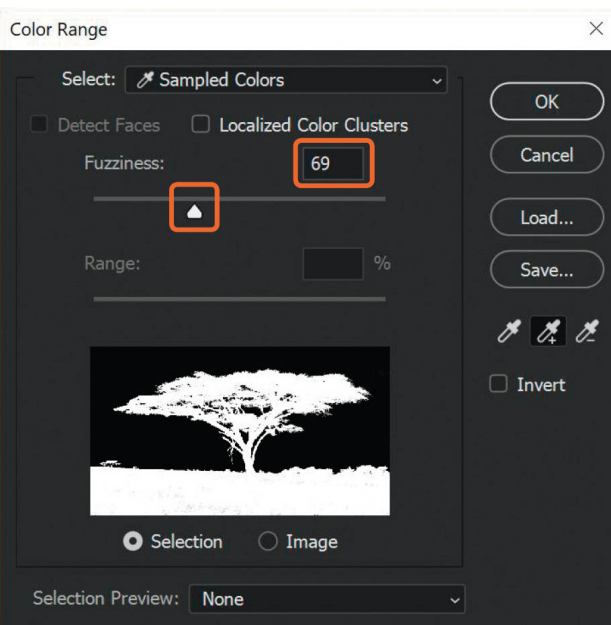 Color Range
Select: Sampled Colors
Detect Faces Localized Color Clusters
Fuzziness: 69
Range: %
Selection Image
Selection Preview: None
OK
Cancel
Load...
Save...
Invert